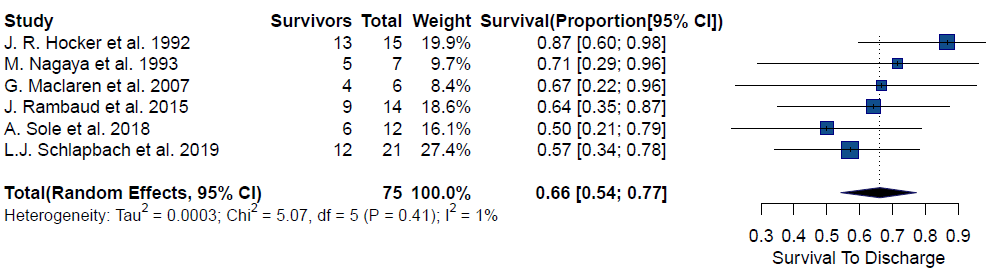 Study Survivors Total Weight Survival(Proportion[95% CI])
J. R. Hocker et al. 1992 13 15 19.9% 0.87 [0.60; 0.98]
M. Nagaya et al. 1993 5 7 9.7% 0.71 [0.29; 0.96]
G. Maclaren et al. 2007 4 6 8.4% 0.67 [0.22; 0.96]
J. Rambaud et al. 2015 9 14 18.6% 0.64 [0.35; 0.87]
A. Sole et al. 2018 6 12 16.1% 0.50 [0.21; 0.79]
L.J. Schlapbach et al. 2019 12 21 27.4% 0.57 [0.34; 0.78]
Total(Random Effects, 95% CI) 75 100.0% 0.66 [0.54; 0.77]
Heterogeneity: Tau² = 0.0003; Chi² = 5.07, df = 5 (P = 0.41); I² = 1%
0.3 0.4 0.5 0.6 0.7 0.8 0.9
Survival To Discharge